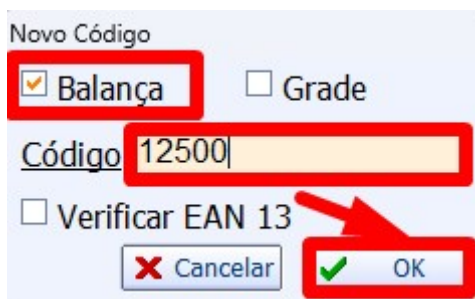 Novo Código
Balança Grade
Código 12500
Verificar EAN 13
Cancelar OK